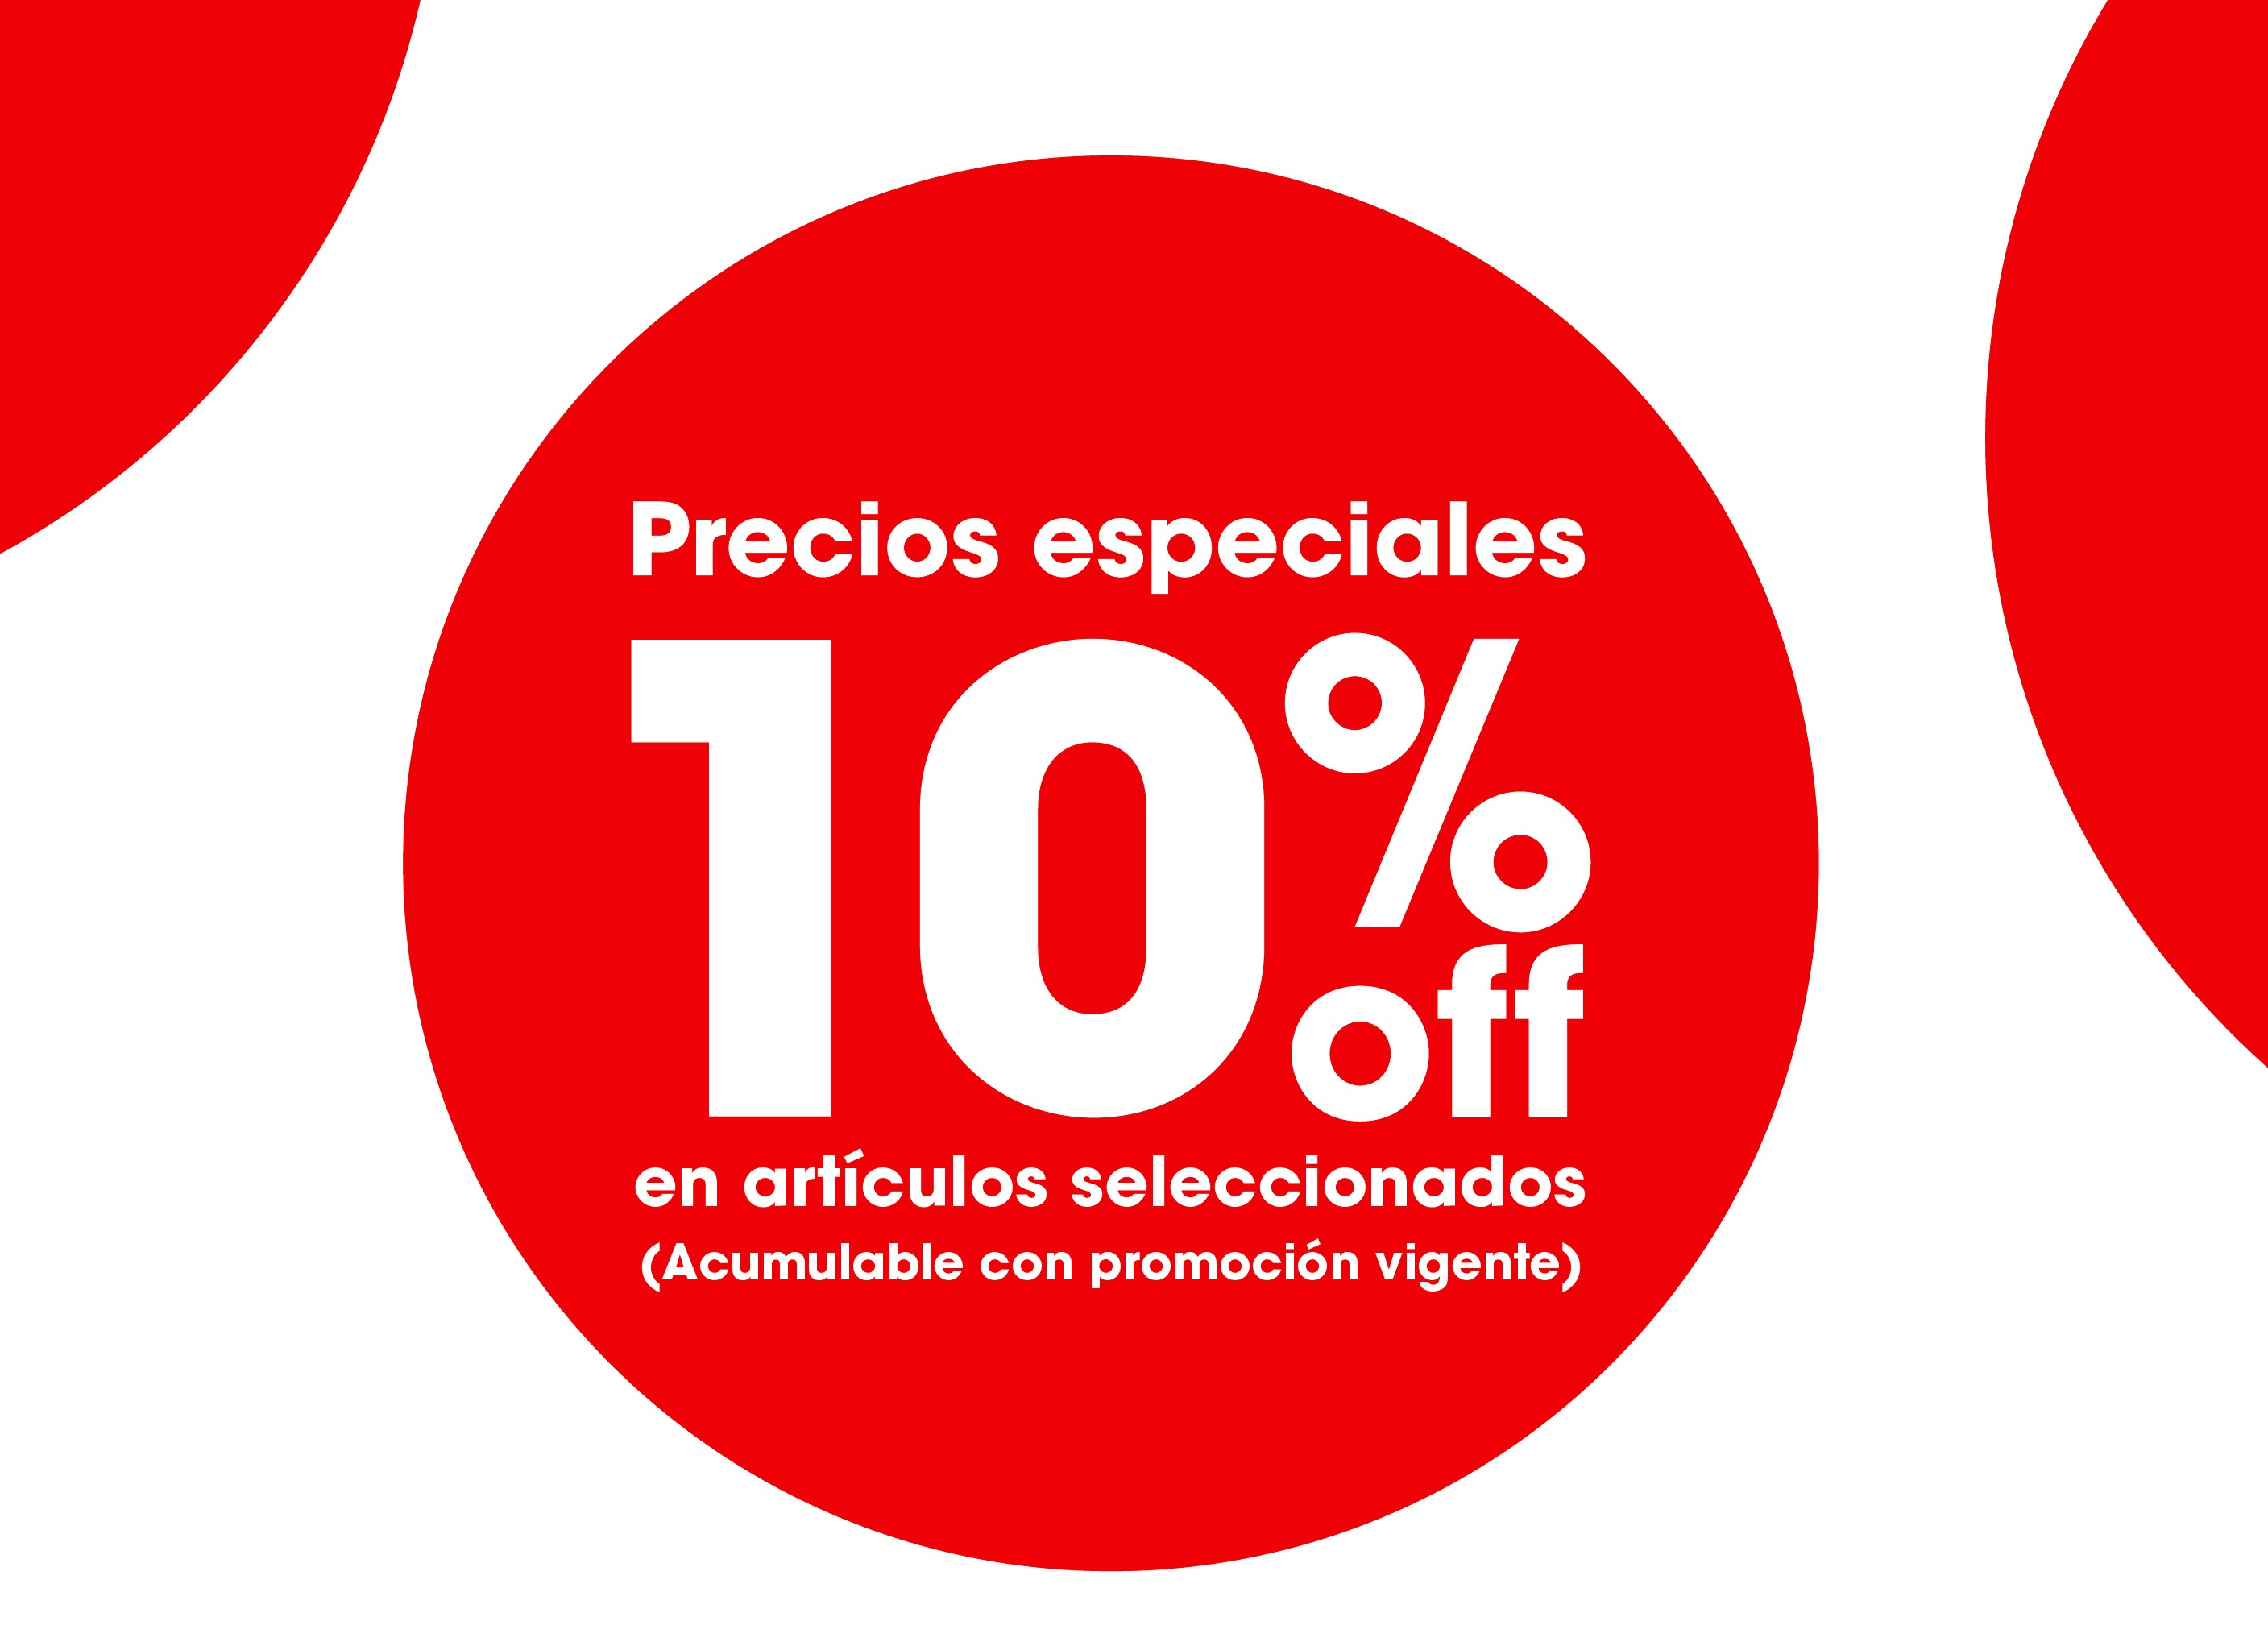 Precios especiales
10% off
en artículos seleccionados
(Acumulable con promoción vigente)